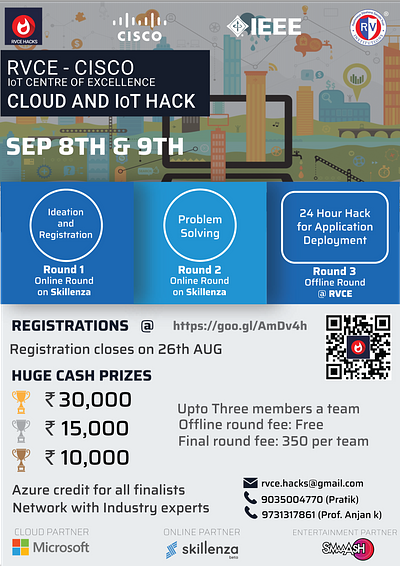 RVCE HACKS
CISCO
IEEE
RV
RVCE - CISCO
IoT CENTRE OF EXCELLENCE
CLOUD AND IoT HACK
SEP 8TH & 9TH
Ideation
and
Registration
Round 1
Online Round
on Skillenza
Problem
Solving
Round 2
Online Round
on Skillenza
24 Hour Hack
for Application
Deployment
Round 3
Offline Round
@ RVCE
REGISTRATIONS @ https://goo.gl/AmDv4h
Registration closes on 26th AUG
HUGE CASH PRIZES
₹ 30,000
₹ 15,000
₹ 10,000
Upto Three members a team
Offline round fee: Free
Final round fee: 350 per team
Azure credit for all finalists
Network with Industry experts
rvce.hacks@gmail.com
9035004770 (Pratik)
9731317861 (Prof. Anjan k)
CLOUD PARTNER
Microsoft
ONLINE PARTNER
skillenza
beta
ENTERTAINMENT PARTNER
SMAAASH